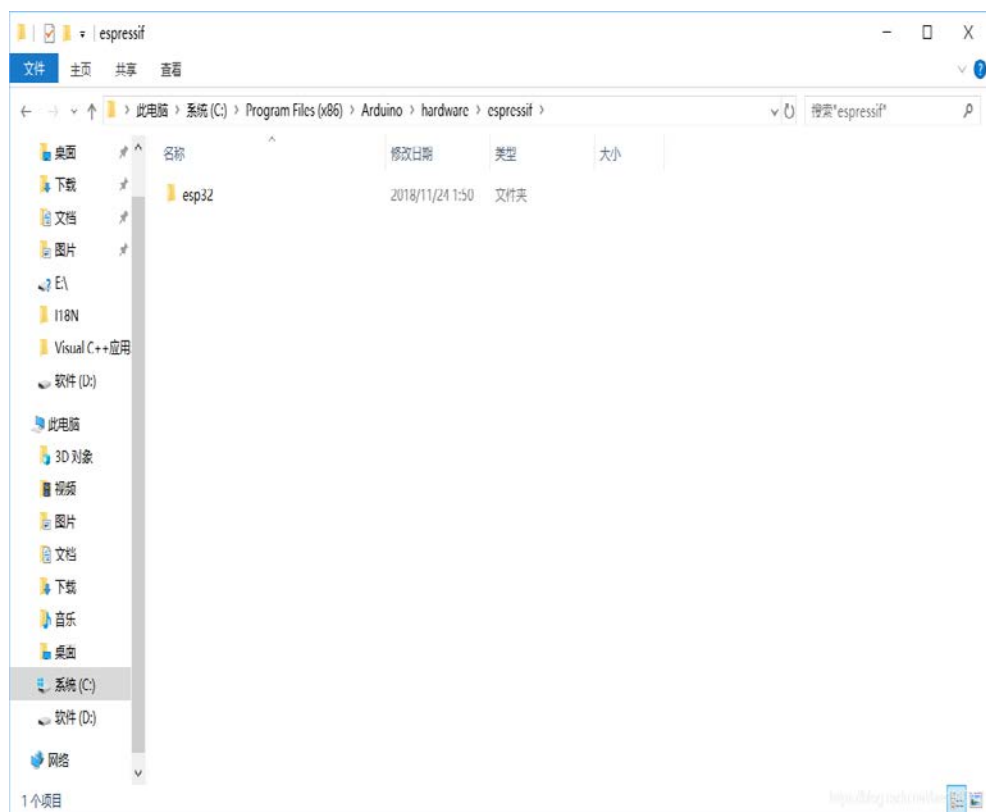 espressif
文件 主页 共享 查看
此电脑 > 系统 (C:) > Program Files (x86) > Arduino > hardware > espressif >
搜索"espressif"
名称 修改日期 类型 大小
esp32 2018/11/24 1:50 文件夹
桌面
下载
文档
图片
E:\
I18N
Visual C++应用
软件 (D:)
此电脑
3D 对象
视频
图片
文档
下载
音乐
桌面
系统 (C:)
软件 (D:)
网络
1 个项目